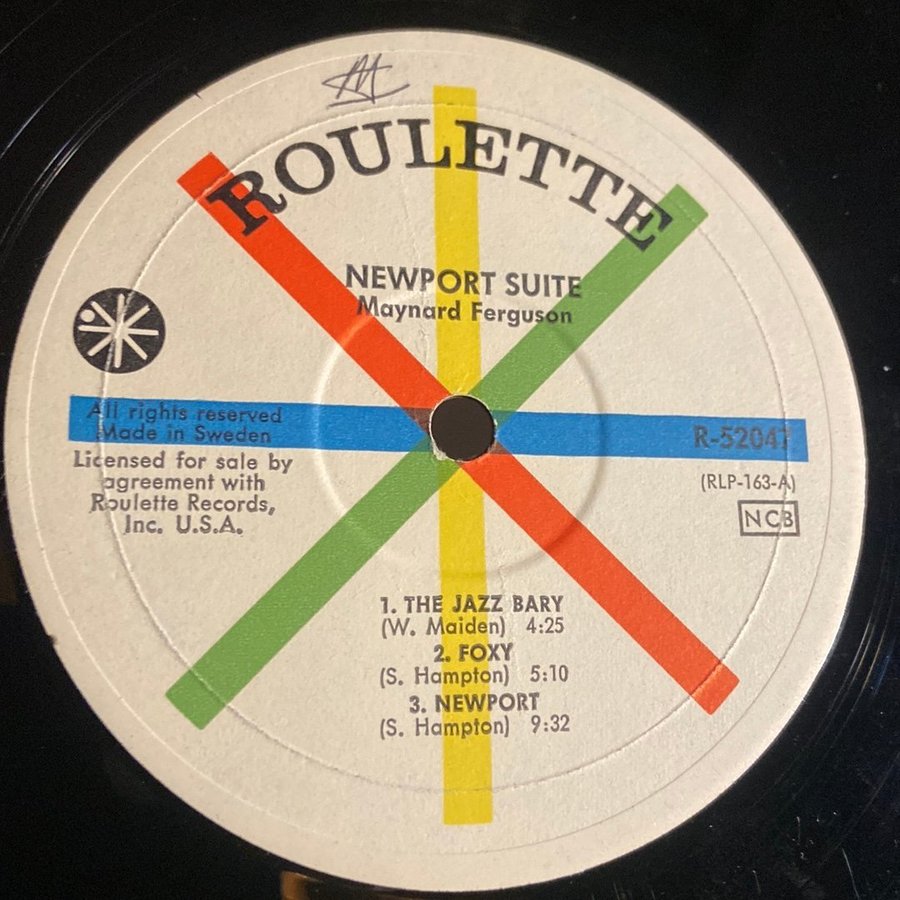 ROULETTE
NEWPORT SUITE
Maynard Ferguson
All rights reserved
Made in Sweden
Licensed for sale by
agreement with
Roulette Records,
Inc. U.S.A.
R-52047
(RLP-163-A)
NCB
1. THE JAZZ BARY
(W. Maiden) 4:25
2. FOXY
(S. Hampton) 5:10
3. NEWPORT
(S. Hampton) 9:32